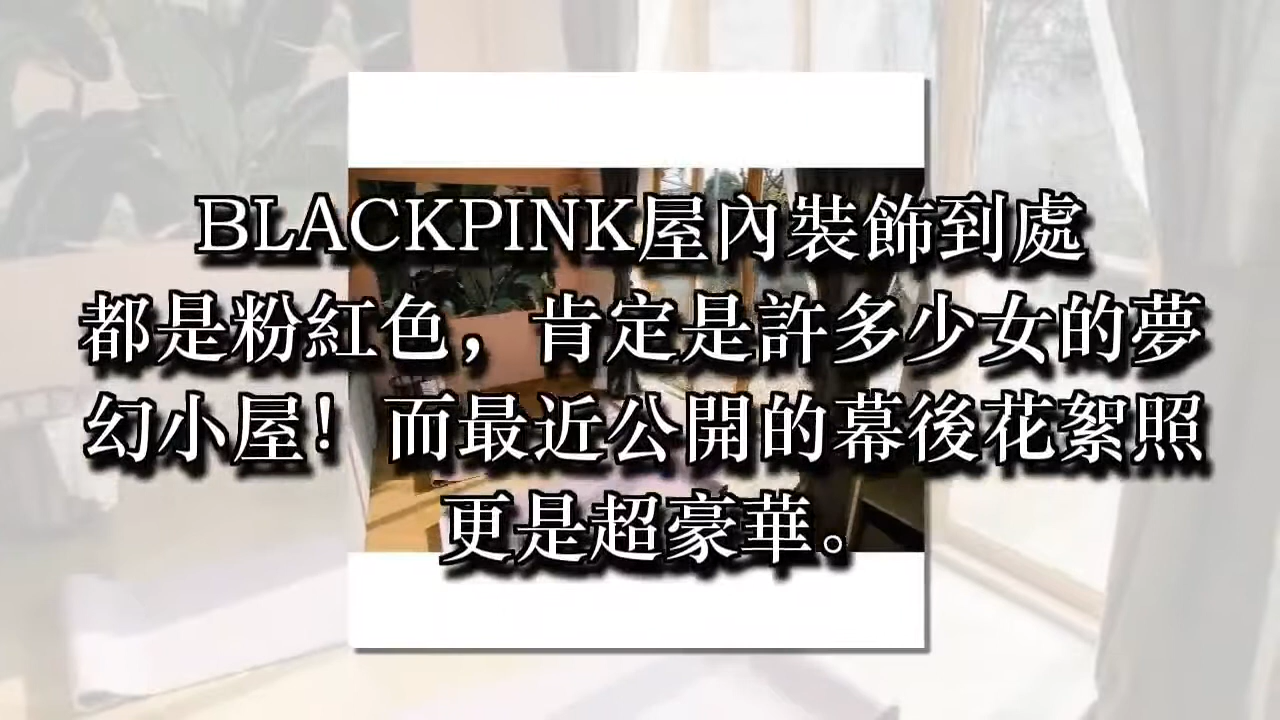 BLACKPINK屋內裝飾到處
都是粉紅色，肯定是許多少女的夢
幻小屋！而最近公開的幕後花絮照
更是超豪華。